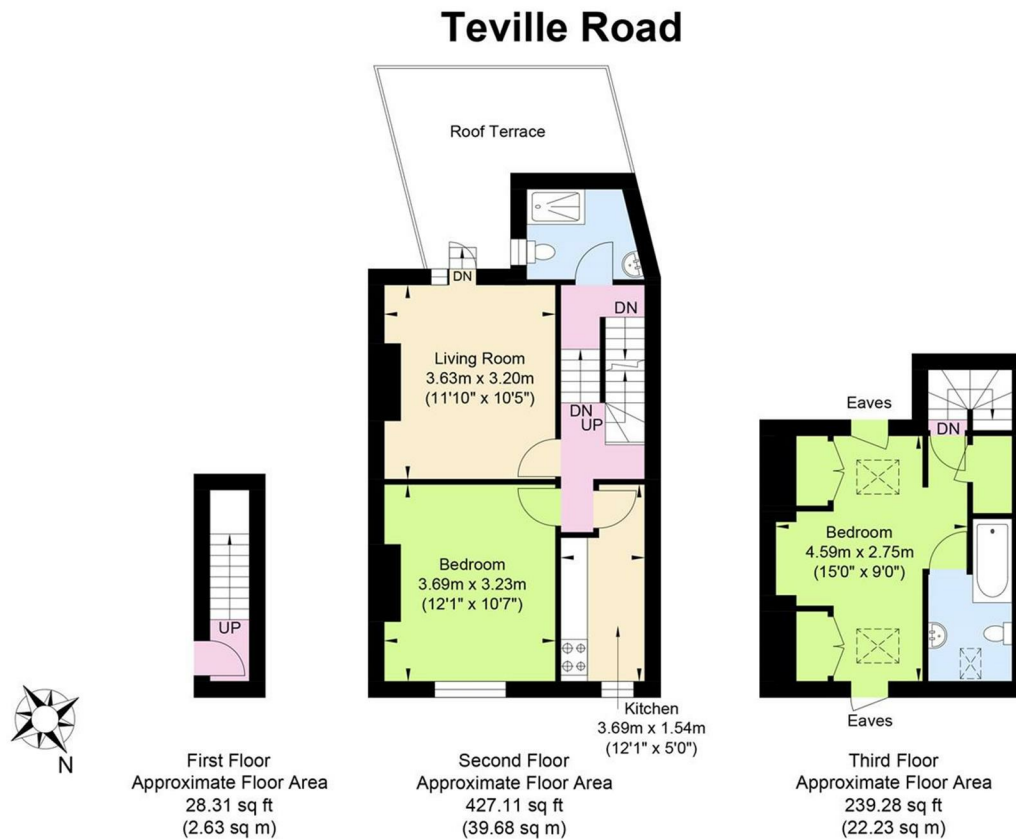 Teville Road
Roof Terrace
DN
DN
Living Room
3.63m x 3.20m
(11'10" x 10'5")
DN
UP
Bedroom
3.69m x 3.23m
(12'1" x 10'7")
Kitchen
3.69m x 1.54m
(12'1" x 5'0")
UP
Eaves
DN
Bedroom
4.59m x 2.75m
(15'0" x 9'0")
Eaves
N
First Floor
Approximate Floor Area
28.31 sq ft
(2.63 sq m)
Second Floor
Approximate Floor Area
427.11 sq ft
(39.68 sq m)
Third Floor
Approximate Floor Area
239.28 sq ft
(22.23 sq m)